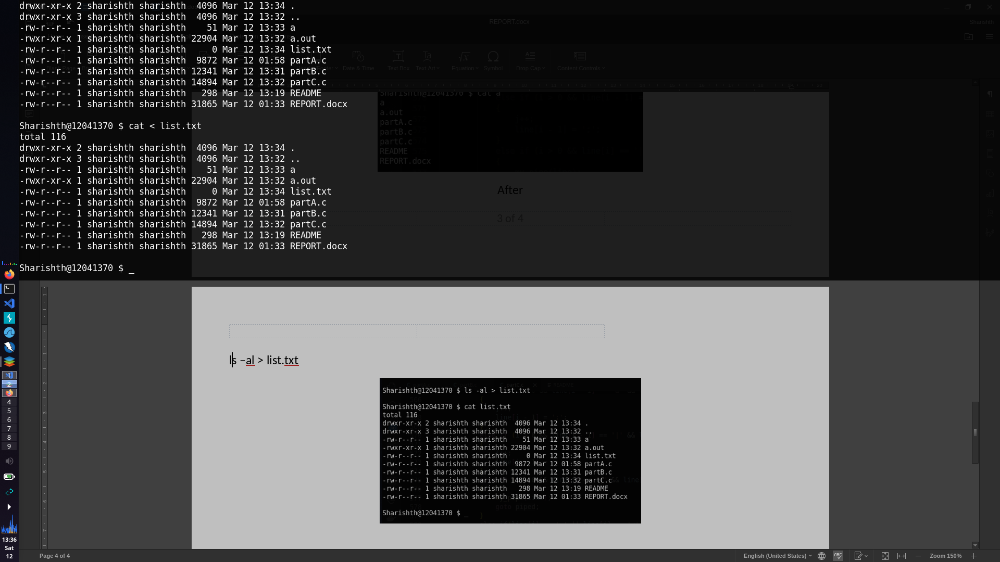 drwxr-xr-x 2 sharishth sharishth  4096 Mar 12 13:34 .
drwxr-xr-x 3 sharishth sharishth  4096 Mar 12 13:32 ..
-rw-r--r-- 1 sharishth sharishth    51 Mar 12 13:33 a
-rwxr-xr-x 1 sharishth sharishth 22904 Mar 12 13:32 a.out
-rw-r--r-- 1 sharishth sharishth     0 Mar 12 13:34 list.txt
-rw-r--r-- 1 sharishth sharishth  9872 Mar 12 01:58 partA.c
-rw-r--r-- 1 sharishth sharishth 12341 Mar 12 13:31 partB.c
-rw-r--r-- 1 sharishth sharishth 14894 Mar 12 13:32 partC.c
-rw-r--r-- 1 sharishth sharishth   298 Mar 12 13:19 README
-rw-r--r-- 1 sharishth sharishth 31865 Mar 12 01:33 REPORT.docx
Sharishth@12041370 $ cat < list.txt
total 116
drwxr-xr-x 2 sharishth sharishth  4096 Mar 12 13:34 .
drwxr-xr-x 3 sharishth sharishth  4096 Mar 12 13:32 ..
-rw-r--r-- 1 sharishth sharishth    51 Mar 12 13:33 a
-rwxr-xr-x 1 sharishth sharishth 22904 Mar 12 13:32 a.out
-rw-r--r-- 1 sharishth sharishth     0 Mar 12 13:34 list.txt
-rw-r--r-- 1 sharishth sharishth  9872 Mar 12 01:58 partA.c
-rw-r--r-- 1 sharishth sharishth 12341 Mar 12 13:31 partB.c
-rw-r--r-- 1 sharishth sharishth 14894 Mar 12 13:32 partC.c
-rw-r--r-- 1 sharishth sharishth   298 Mar 12 13:19 README
-rw-r--r-- 1 sharishth sharishth 31865 Mar 12 01:33 REPORT.docx
Sharishth@12041370 $ _
REPORT.docx
Sharishth
Date & Time
Text Box
Text Art
Equation
Symbol
Drop Cap
Content Controls
Sharishth@12041370 $ cat a
a
a.out
partA.c
partB.c
partC.c
README
REPORT.docx
After
3 of 4
ls –al > list.txt
Sharishth@12041370 $ ls -al > list.txt
Sharishth@12041370 $ cat list.txt
total 116
drwxr-xr-x 2 sharishth sharishth  4096 Mar 12 13:34 .
drwxr-xr-x 3 sharishth sharishth  4096 Mar 12 13:32 ..
-rw-r--r-- 1 sharishth sharishth    51 Mar 12 13:33 a
-rwxr-xr-x 1 sharishth sharishth 22904 Mar 12 13:32 a.out
-rw-r--r-- 1 sharishth sharishth     0 Mar 12 13:34 list.txt
-rw-r--r-- 1 sharishth sharishth  9872 Mar 12 01:58 partA.c
-rw-r--r-- 1 sharishth sharishth 12341 Mar 12 13:31 partB.c
-rw-r--r-- 1 sharishth sharishth 14894 Mar 12 13:32 partC.c
-rw-r--r-- 1 sharishth sharishth   298 Mar 12 13:19 README
-rw-r--r-- 1 sharishth sharishth 31865 Mar 12 01:33 REPORT.docx
Sharishth@12041370 $ _
1
2
3
4
5
6
7
8
9
13:36
Sat
12
Page 4 of 4
English (United States)
Zoom 150%